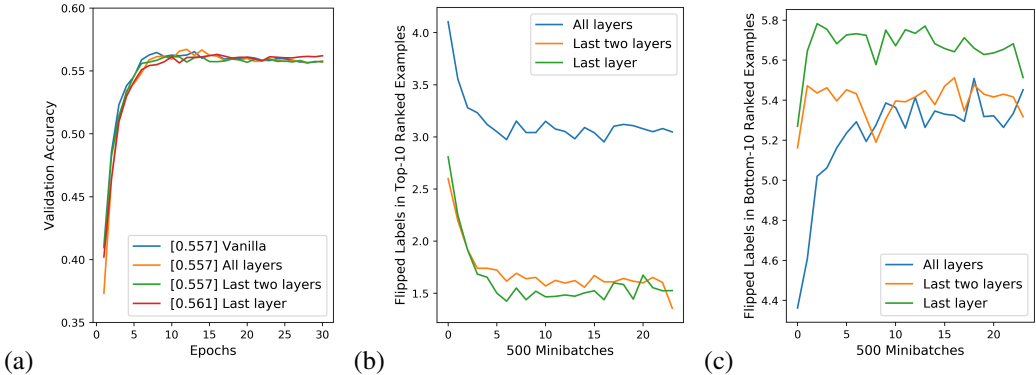 0.60
0.55
0.50
0.45
0.40
0.35
Validation Accuracy
[0.557] Vanilla
[0.557] All layers
[0.557] Last two layers
[0.561] Last layer
0 5 10 15 20 25 30
Epochs
(a)
4.0
3.5
3.0
2.5
2.0
1.5
Flipped Labels in Top-10 Ranked Examples
All layers
Last two layers
Last layer
0 5 10 15 20
500 Minibatches
(b)
5.8
5.6
5.4
5.2
5.0
4.8
4.6
4.4
Flipped Labels in Bottom-10 Ranked Examples
All layers
Last two layers
Last layer
0 5 10 15 20
500 Minibatches
(c)